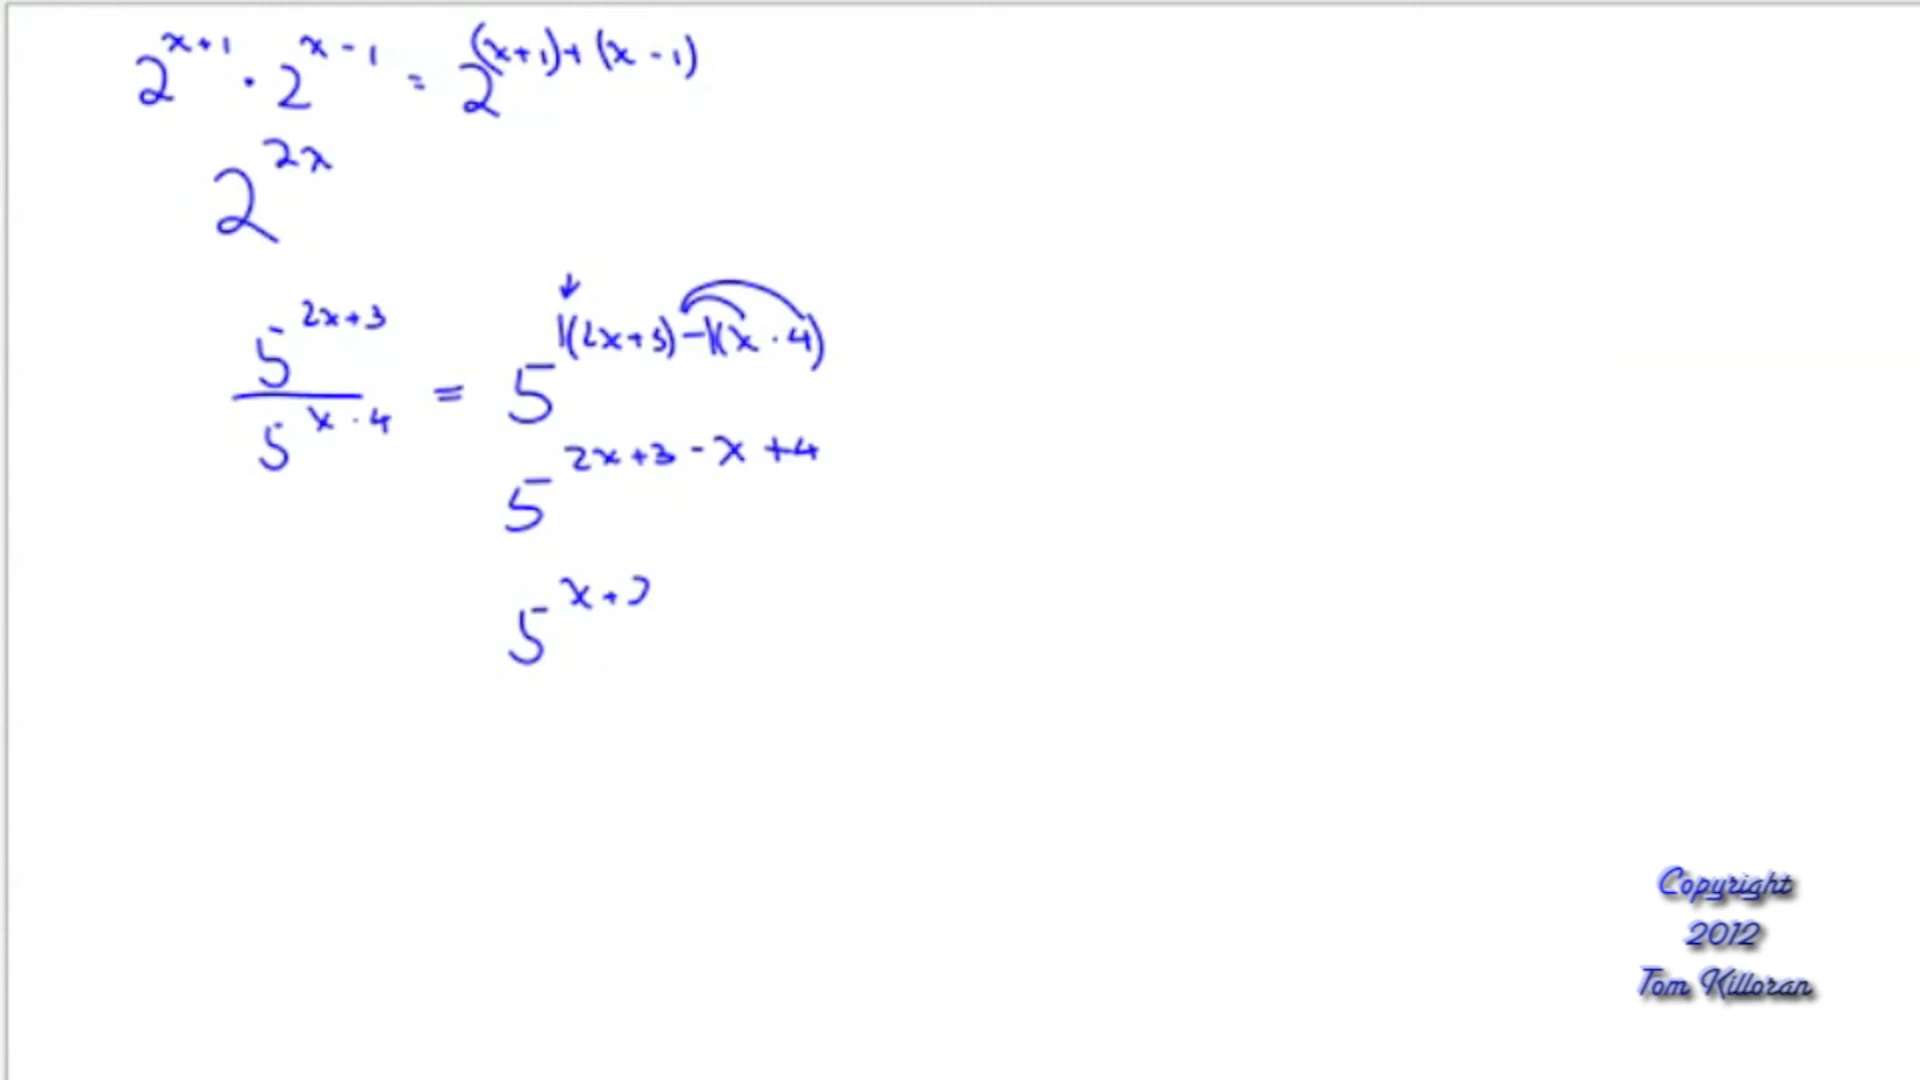 2^{x+1} · 2^{x-1} = 2^{(x+1)+(x-1)}
2^{2x}
\frac{5^{2x+3}}{5^{x-4}} = 5^{1(2x+3)-1(x-4)}
5^{2x+3-x+4}
5^{x+7}
Copyright
2012
Tom Killoran